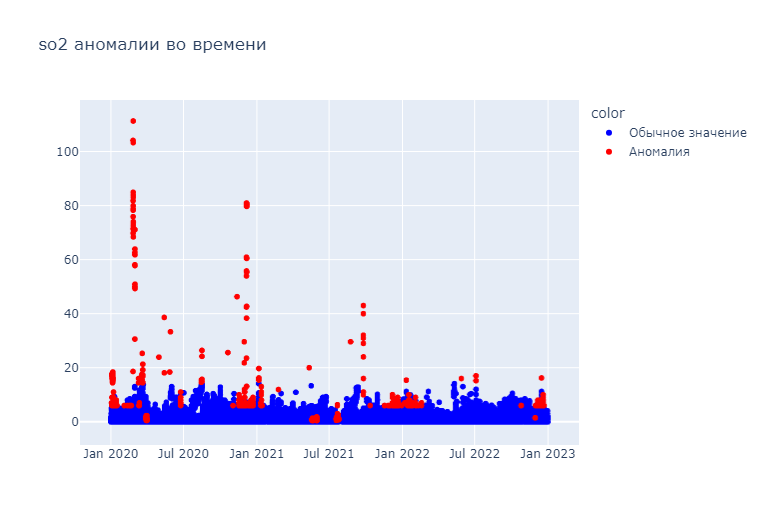 so2 аномалии во времени
color
Обычное значение
Аномалия
100
80
60
40
20
0
Jan 2020
Jul 2020
Jan 2021
Jul 2021
Jan 2022
Jul 2022
Jan 2023